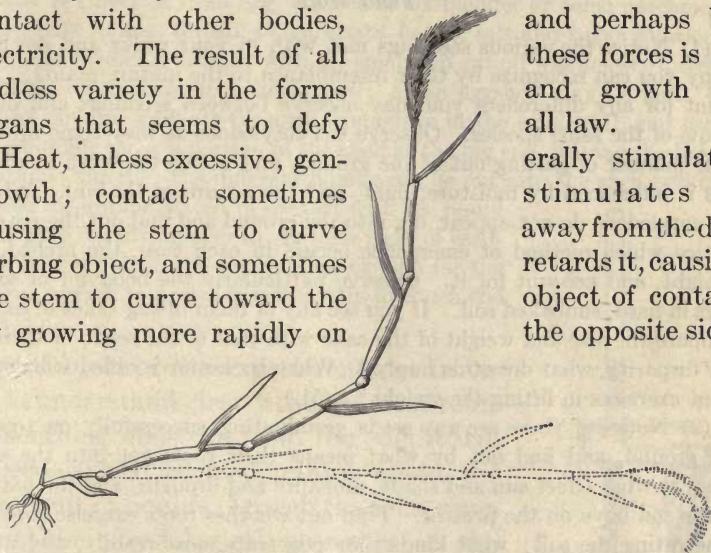 ntact with other bodies, and perhaps b
ectricity. The result of all these forces is
dless variety in the forms and growth
gans that seems to defy all law.
Heat, unless excessive, gen- erally stimulat
owth; contact sometimes stimulates
using the stem to curve away from the d
rbing object, and sometimes retards it, causi
e stem to curve toward the object of conta
y growing more rapidly on the opposite sid